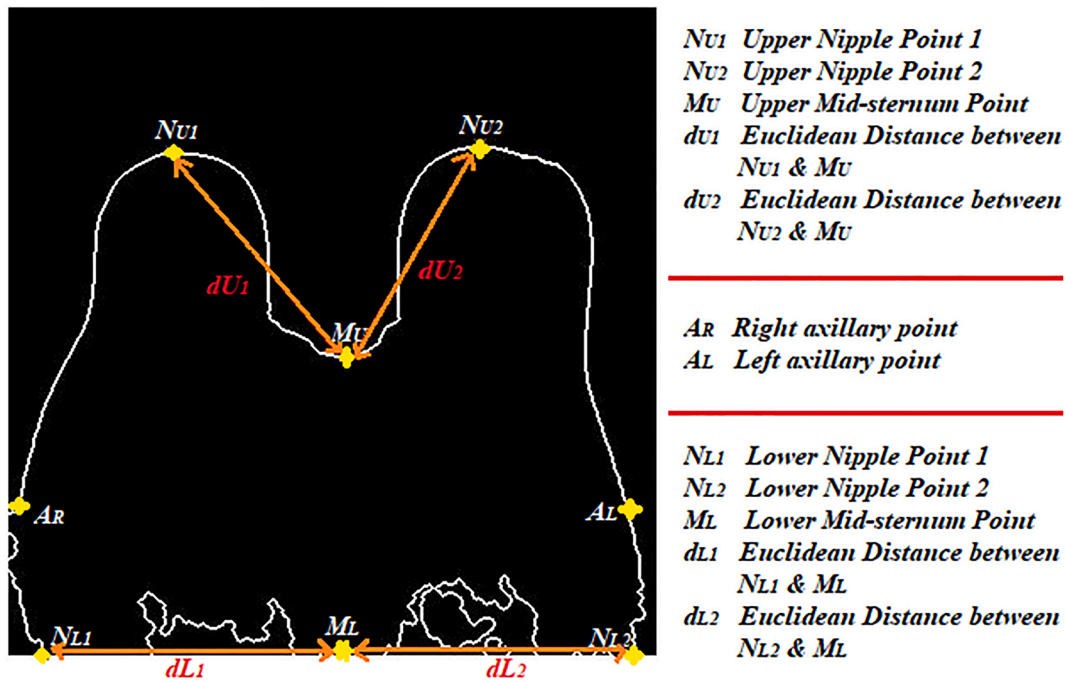 NU1
NU2
dU1
dU2
MU
AR
AL
NL1
ML
NL2
dL1
dL2
NU1 Upper Nipple Point 1
NU2 Upper Nipple Point 2
MU Upper Mid-sternum Point
dU1 Euclidean Distance between
NU1 & MU
dU2 Euclidean Distance between
NU2 & MU
AR Right axillary point
AL Left axillary point
NL1 Lower Nipple Point 1
NL2 Lower Nipple Point 2
ML Lower Mid-sternum Point
dL1 Euclidean Distance between
NL1 & ML
dL2 Euclidean Distance between
NL2 & ML